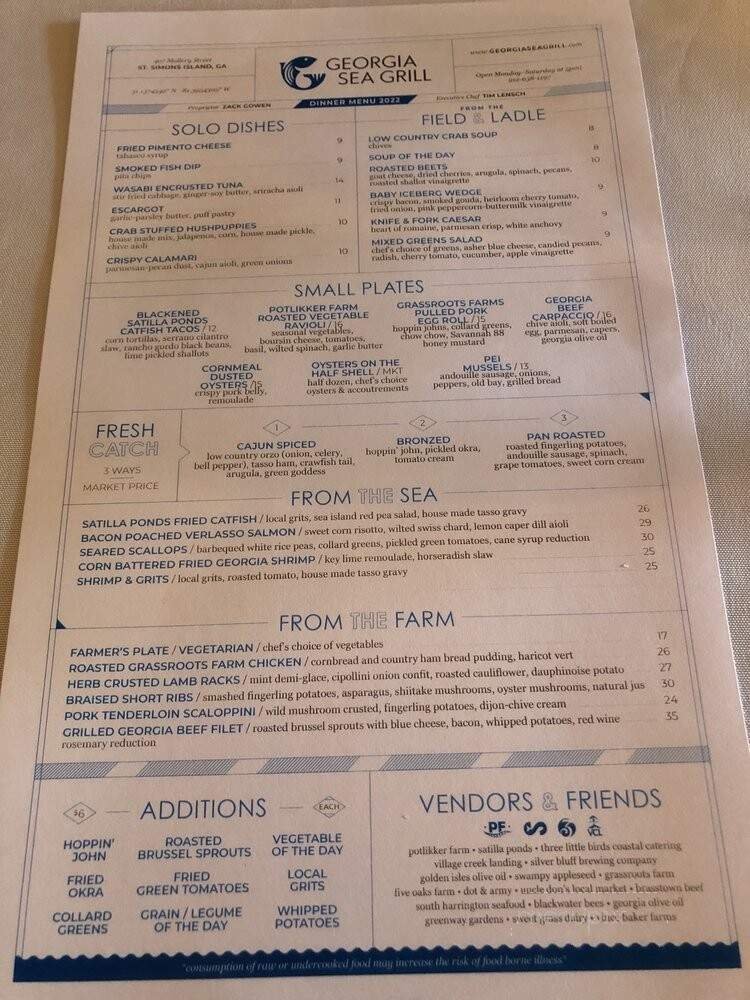 407 Mallery Street
ST. SIMONS ISLAND, GA
GEORGIA
SEA GRILL
www.GEORGIASEAGRILL.com
Open Monday-Saturday at 5pm
912-638-1197
Proprietor ZACK GOWEN
DINNER MENU 2022
Executive Chef TIM LENSCH
SOLO DISHES
FRIED PIMENTO CHEESE 9
tabasco syrup
SMOKED FISH DIP 9
pita chips
WASABI ENCRUSTED TUNA 14
stir fried cabbage, ginger-soy butter, sriracha aioli
ESCARGOT 11
garlic-parsley butter, puff pastry
CRAB STUFFED HUSHPUPPIES 10
house made mix, jalapenos, corn, house made pickle,
chive aioli
CRISPY CALAMARI 10
parmesan-pecan dust, cajun aioli, green onions
FROM THE
FIELD & LADLE
LOW COUNTRY CRAB SOUP 8
chives
SOUP OF THE DAY 8
ROASTED BEETS 10
goat cheese, dried cherries, arugula, spinach, pecans,
roasted shallot vinaigrette
BABY ICEBERG WEDGE 9
crispy bacon, smoked gouda, heirloom cherry tomato,
fried onion, pink peppercorn-buttermilk vinaigrette
KNIFE & FORK CAESAR 9
heart of romaine, parmesan crisp, white anchovy
MIXED GREENS SALAD 9
chef's choice of greens, asher blue cheese, candied pecans,
radish, cherry tomato, cucumber, apple vinaigrette
SMALL PLATES
BLACKENED
SATILLA PONDS
CATFISH TACOS / 12
corn tortillas, serrano cilantro
slaw, rancho gordo black beans,
lime pickled shallots
POTLIKKER FARM
ROASTED VEGETABLE
RAVIOLI / 16
seasonal vegetables,
boursin cheese, tomatoes,
basil, wilted spinach, garlic butter
GRASSROOTS FARMS
PULLED PORK
EGG ROLL / 15
hoppin johns, collard greens,
chow chow, Savannah 88
honey mustard
GEORGIA
BEEF
CARPACCIO / 16
chive aioli, soft boiled
egg, parmesan, capers,
georgia olive oil
CORNMEAL
DUSTED
OYSTERS /15
crispy pork belly,
remoulade
OYSTERS ON THE
HALF SHELL / MKT
half dozen, chef's choice
oysters & accoutrements
PEI
MUSSELS / 13
andouille sausage, onions,
peppers, old bay, grilled bread
FRESH
CATCH
3 WAYS
MARKET PRICE
1
CAJUN SPICED
low country orzo (onion, celery,
bell pepper), tasso ham, crawfish tail,
arugula, green goddess
2
BRONZED
hoppin' john, pickled okra,
tomato cream
3
PAN ROASTED
roasted fingerling potatoes,
andouille sausage, spinach,
grape tomatoes, sweet corn cream
FROM THE SEA
SATILLA PONDS FRIED CATFISH / local grits, sea island red pea salad, house made tasso gravy 26
BACON POACHED VERLASSO SALMON / sweet corn risotto, wilted swiss chard, lemon caper dill aioli 29
SEARED SCALLOPS / barbequed white rice peas, collard greens, pickled green tomatoes, cane syrup reduction 30
CORN BATTERED FRIED GEORGIA SHRIMP / key lime remoulade, horseradish slaw 25
SHRIMP & GRITS / local grits, roasted tomato, house made tasso gravy 25
FROM THE FARM
FARMER'S PLATE / VEGETARIAN / chef's choice of vegetables 17
ROASTED GRASSROOTS FARM CHICKEN / cornbread and country ham bread pudding, haricot vert 26
HERB CRUSTED LAMB RACKS / mint demi-glace, cipollini onion confit, roasted cauliflower, dauphinoise potato 27
BRAISED SHORT RIBS / smashed fingerling potatoes, asparagus, shiitake mushrooms, oyster mushrooms, natural jus 30
PORK TENDERLOIN SCALOPPINI / wild mushroom crusted, fingerling potatoes, dijon-chive cream 24
GRILLED GEORGIA BEEF FILET / roasted brussel sprouts with blue cheese, bacon, whipped potatoes, red wine 35
rosemary reduction
$6 ADDITIONS EACH
HOPPIN'
JOHN
ROASTED
BRUSSEL SPROUTS
VEGETABLE
OF THE DAY
FRIED
OKRA
FRIED
GREEN TOMATOES
LOCAL
GRITS
COLLARD
GREENS
GRAIN / LEGUME
OF THE DAY
WHIPPED
POTATOES
VENDORS & FRIENDS
PF
potlikker farm • satilla ponds • three little birds coastal catering
village creek landing • silver bluff brewing company
golden isles olive oil • swampy appleseed • grassroots farm
five oaks farm • dot & army • uncle don's local market • brasstown beef
south harrington seafood • blackwater bees • georgia olive oil
greenway gardens • sweet grass dairy • baker farms
"consumption of raw or undercooked food may increase the risk of food borne illness"